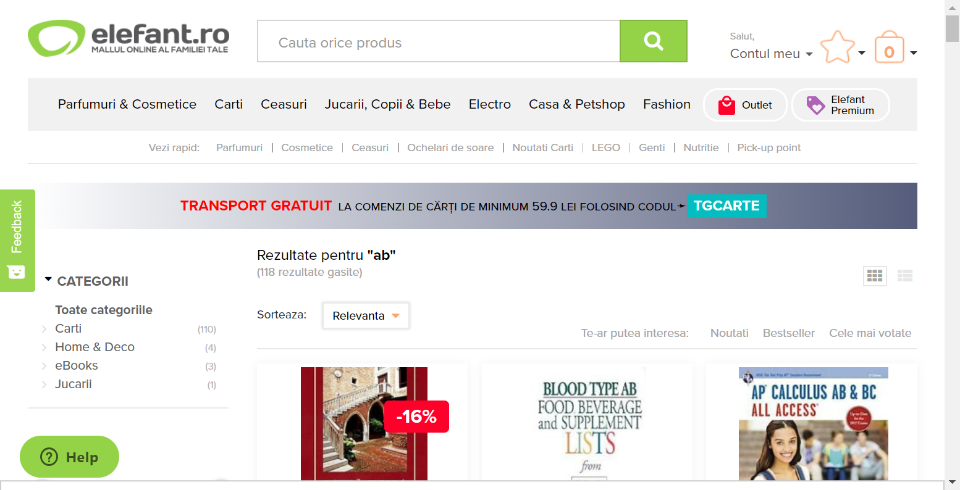 elefant.ro
MALLUL ONLINE AL FAMILIEI TALE
Cauta orice produs
Salut,
Contul meu
0
Parfumuri & Cosmetice Carti Ceasuri Jucarii, Copii & Bebe Electro Casa & Petshop Fashion Outlet Elefant Premium
Vezi rapid: Parfumuri | Cosmetice | Ceasuri | Ochelari de soare | Noutati Carti | LEGO | Genti | Nutritie | Pick-up point
TRANSPORT GRATUIT LA COMENZI DE CĂRȚI DE MINIMUM 59.9 LEI FOLOSIND CODUL TGCARTE
Feedback
Rezultate pentru "ab"
(118 rezultate gasite)
CATEGORII
Toate categoriile
Carti (110)
Home & Deco (4)
eBooks (3)
Jucarii (1)
Sorteaza: Relevanta
Te-ar putea interesa: Noutati Bestseller Cele mai votate
-16%
BLOOD TYPE AB
FOOD BEVERAGE
and SUPPLEMENT
LISTS
from
AP CALCULUS AB & BC
ALL ACCESS
Help